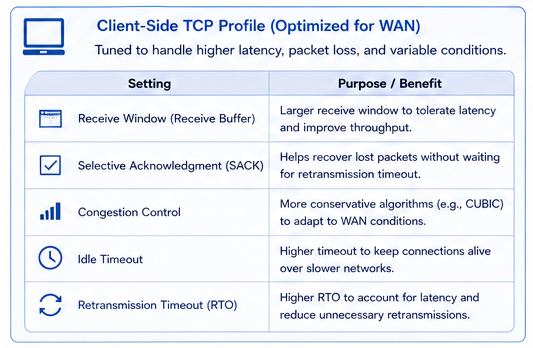 Client-Side TCP Profile (Optimized for WAN)
Tuned to handle higher latency, packet loss, and variable conditions.
Setting
Purpose / Benefit
Receive Window (Receive Buffer)
Larger receive window to tolerate latency
and improve throughput.
Selective Acknowledgment (SACK)
Helps recover lost packets without waiting
for retransmission timeout.
Congestion Control
More conservative algorithms (e.g., CUBIC)
to adapt to WAN conditions.
Idle Timeout
Higher timeout to keep connections alive
over slower networks.
Retransmission Timeout (RTO)
Higher RTO to account for latency and
reduce unnecessary retransmissions.